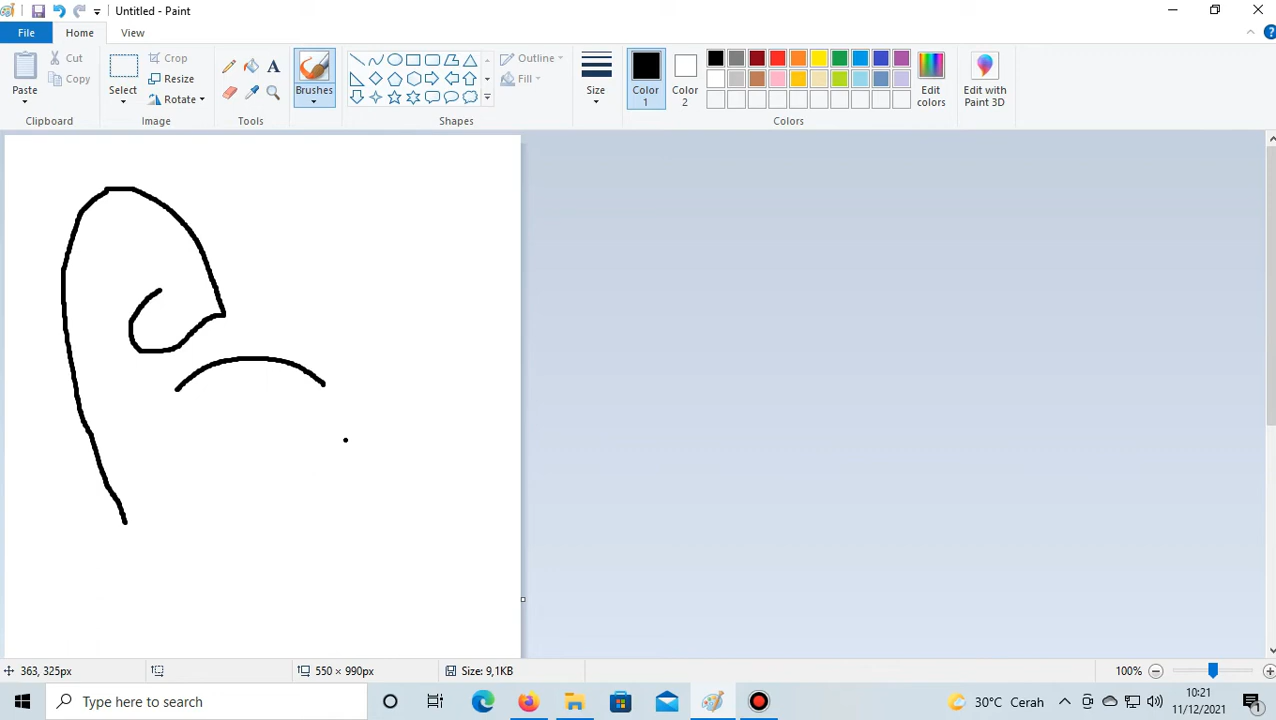 Untitled - Paint
File Home View
Paste
Cut
Copy
Clipboard
Select
Crop
Resize
Rotate
Image
A
Tools
Brushes
Outline
Fill
Shapes
Size
Color 1
Color 2
Colors
Edit colors
Edit with Paint 3D
363, 325px
550 × 990px
Size: 9,1KB
100%
Type here to search
30°C Cerah
10:21
11/12/2021
1